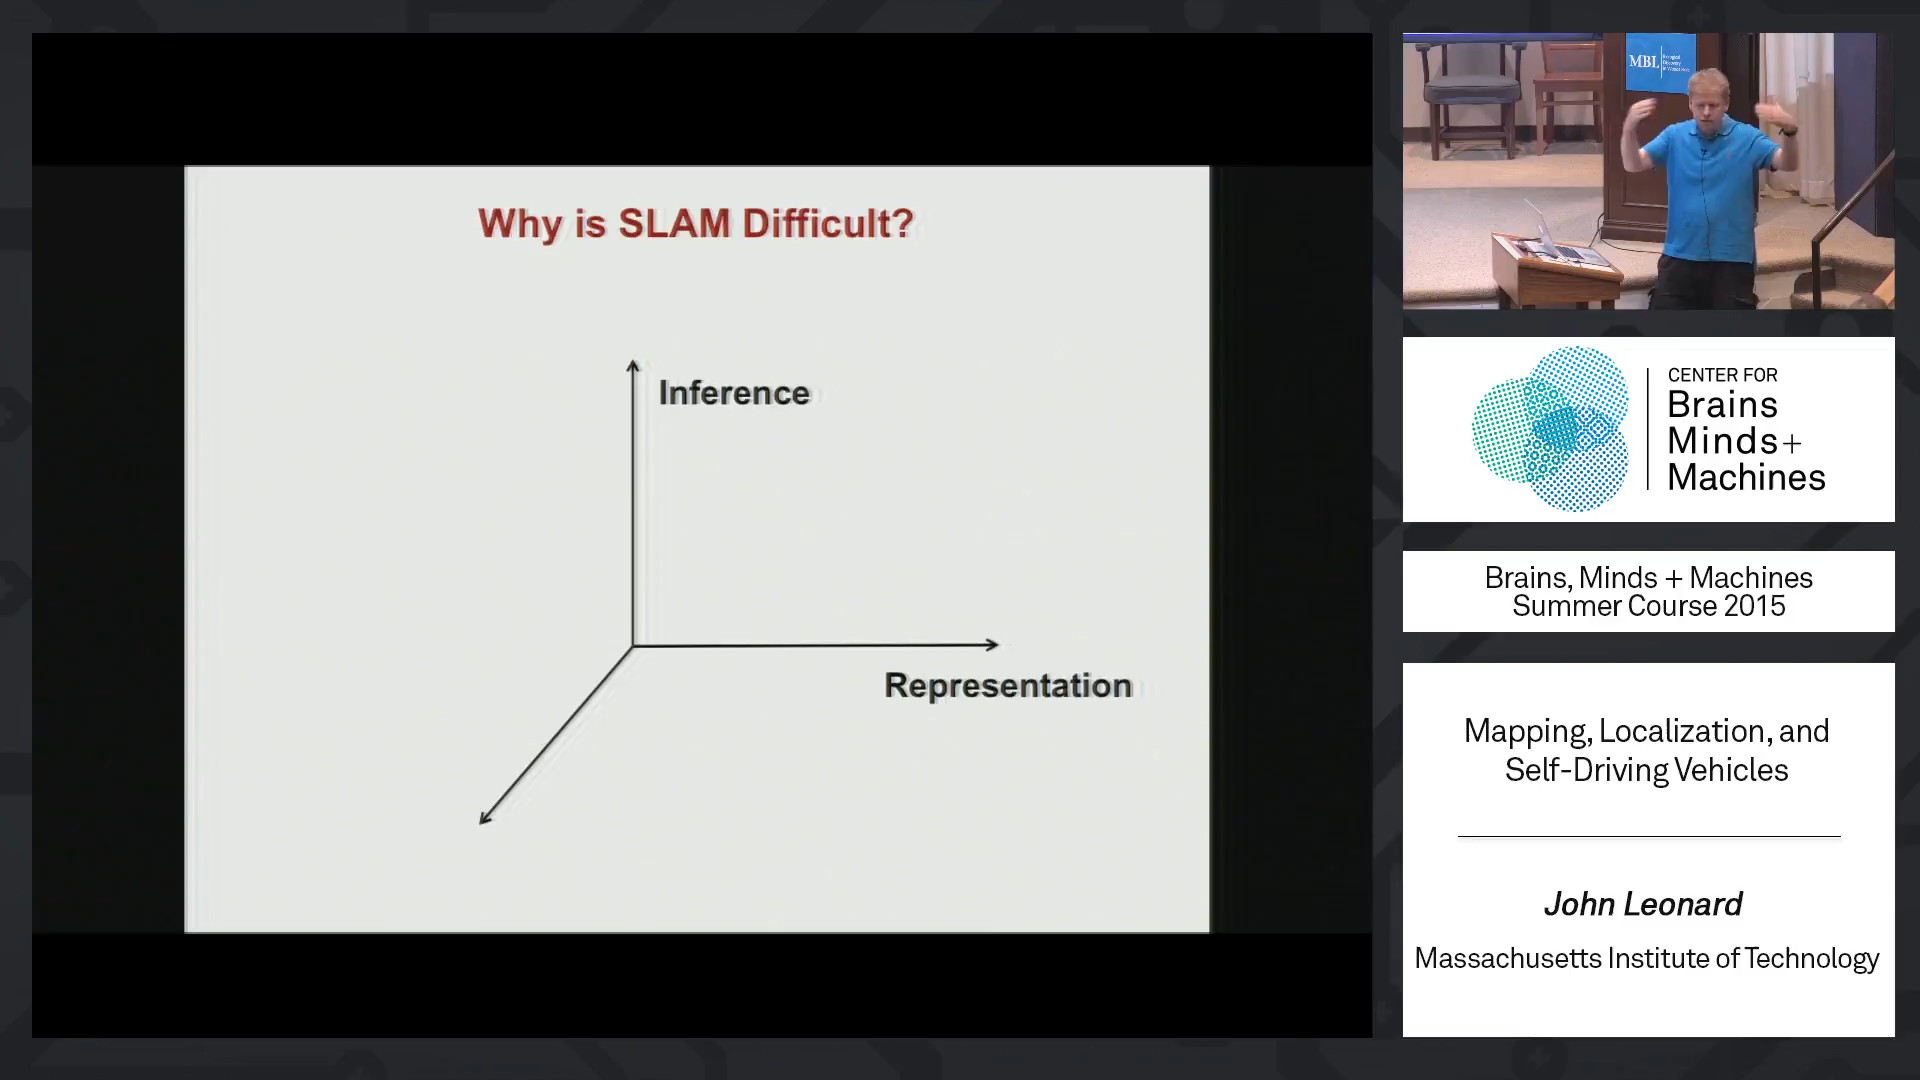 Why is SLAM Difficult?
Inference
Representation
MBL
CENTER FOR
Brains
Minds+
Machines
Brains, Minds + Machines
Summer Course 2015
Mapping, Localization, and
Self-Driving Vehicles
John Leonard
Massachusetts Institute of Technology